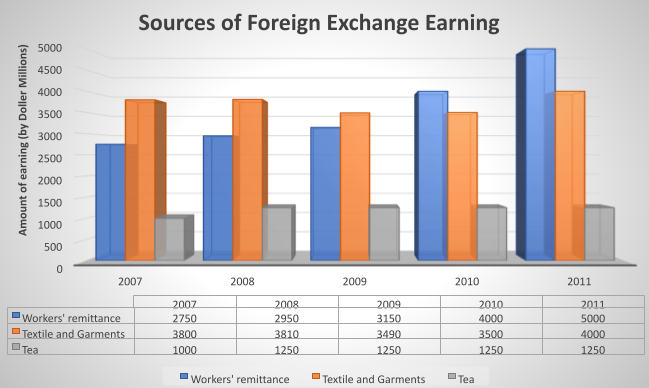 Sources of Foreign Exchange Earning
Amount of earning (by Doller Millions)
5000
4500
4000
3500
3000
2500
2000
1500
1000
500
0
2007 2008 2009 2010 2011
2007 2008 2009 2010 2011
Workers' remittance 2750 2950 3150 4000 5000
Textile and Garments 3800 3810 3490 3500 4000
Tea 1000 1250 1250 1250 1250
Workers' remittance Textile and Garments Tea